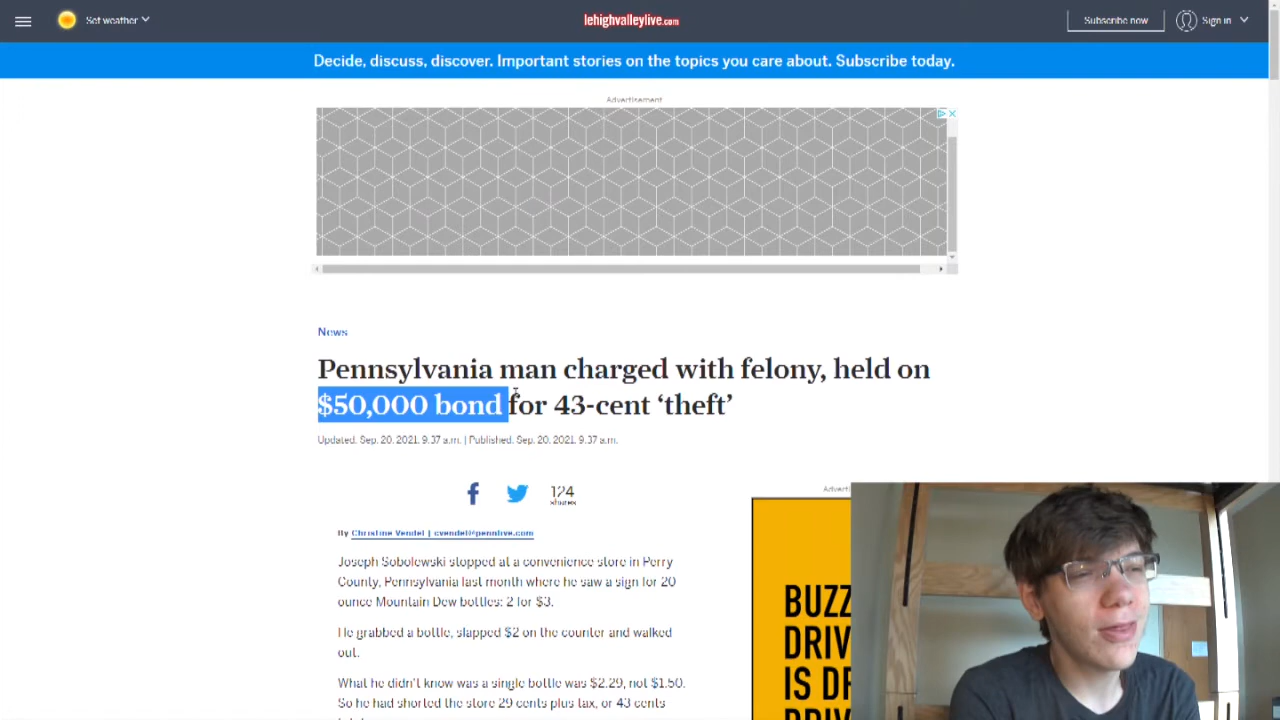 Set weather
lehighvalleylive.com
Subscribe now
Sign in
Decide, discuss, discover. Important stories on the topics you care about. Subscribe today.
Advertisement
News
Pennsylvania man charged with felony, held on
$50,000 bond for 43-cent ‘theft’
Updated: Sep. 20, 2021, 9:37 a.m. | Published: Sep. 20, 2021, 9:37 a.m.
124
shares
By Christine Vendel | cvendel@pennlive.com
Joseph Sobolewski stopped at a convenience store in Perry
County, Pennsylvania last month where he saw a sign for 20
ounce Mountain Dew bottles: 2 for $3.
He grabbed a bottle, slapped $2 on the counter and walked
out.
What he didn’t know was a single bottle was $2.29, not $1.50.
So he had shorted the store 29 cents plus tax, or 43 cents
Adverti
BUZZ
DRIV
IS DR